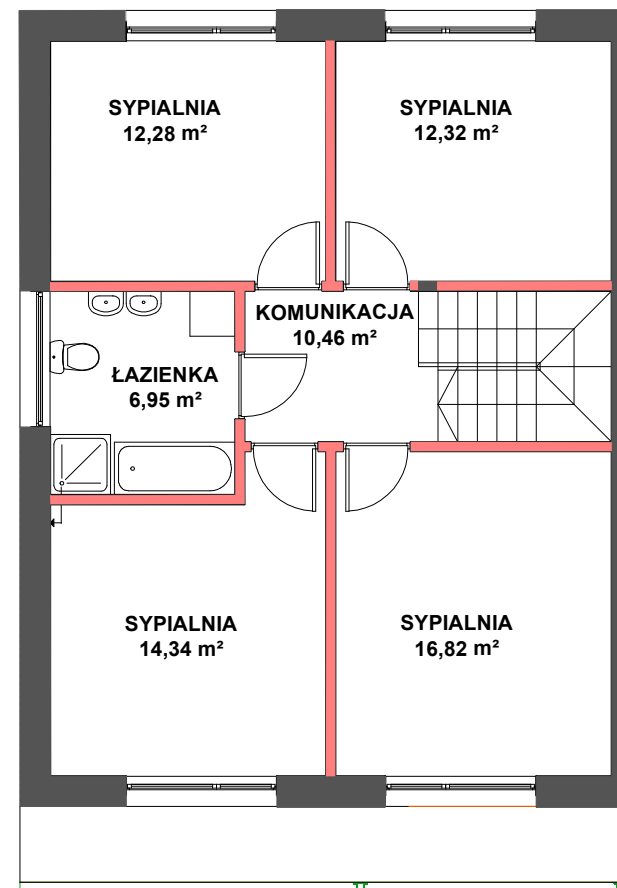 SYPIALNIA
12,28 m²
SYPIALNIA
12,32 m²
KOMUNIKACJA
10,46 m²
ŁAZIENKA
6,95 m²
SYPIALNIA
14,34 m²
SYPIALNIA
16,82 m²